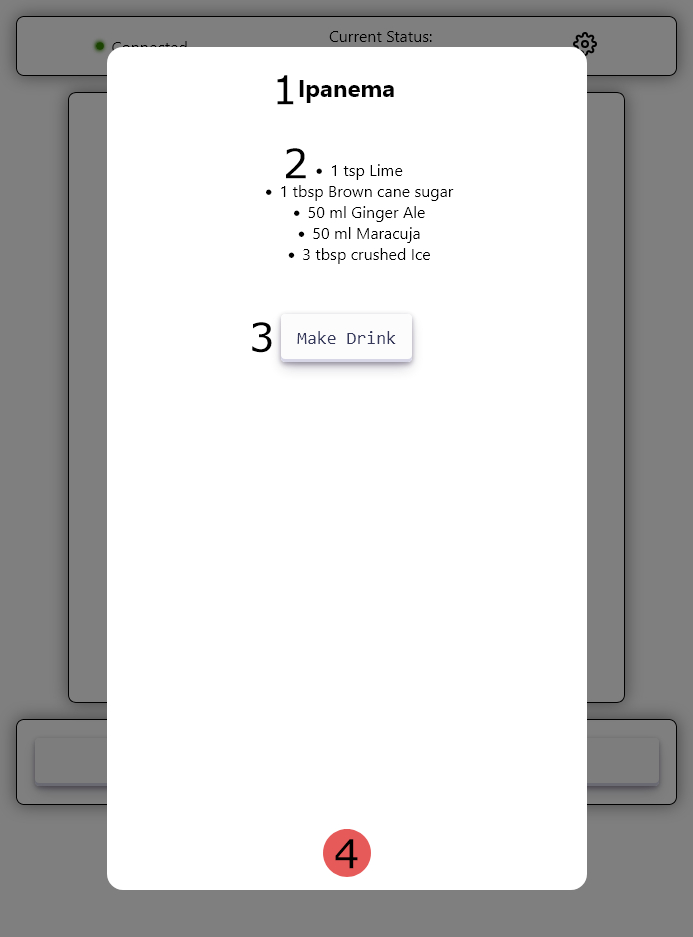 Current Status:
Connected
1 Ipanema
2 • 1 tsp Lime
• 1 tbsp Brown cane sugar
• 50 ml Ginger Ale
• 50 ml Maracuja
• 3 tbsp crushed Ice
3 Make Drink
4